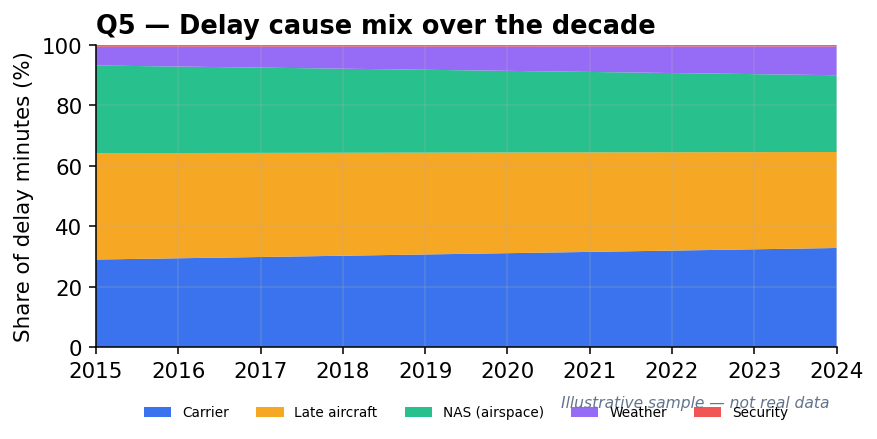 Q5 — Delay cause mix over the decade
Share of delay minutes (%)
100
80
60
40
20
0
2015 2016 2017 2018 2019 2020 2021 2022 2023 2024
Illustrative sample — not real data
Carrier Late aircraft NAS (airspace) Weather Security